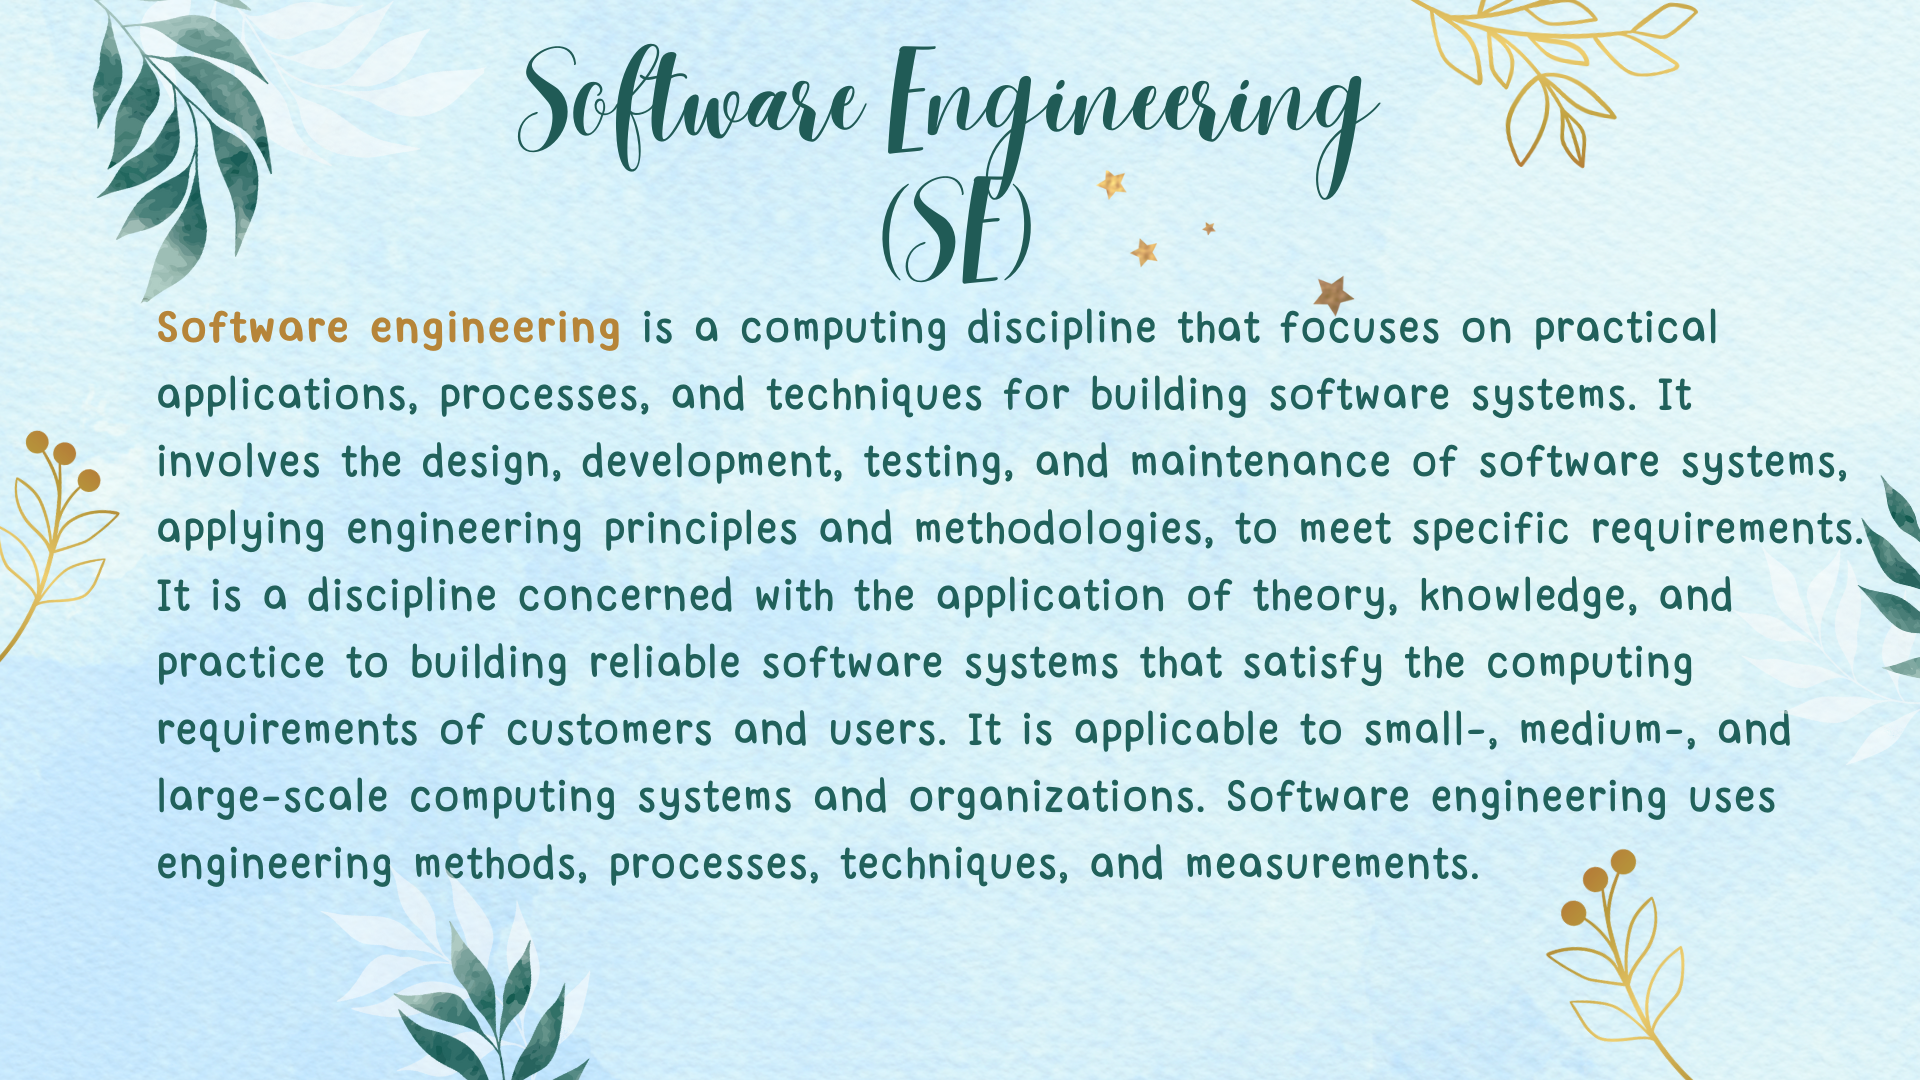 Software Engineering
(SE)
Software engineering is a computing discipline that focuses on practical
applications, processes, and techniques for building software systems. It
involves the design, development, testing, and maintenance of software systems,
applying engineering principles and methodologies, to meet specific requirements.
It is a discipline concerned with the application of theory, knowledge, and
practice to building reliable software systems that satisfy the computing
requirements of customers and users. It is applicable to small-, medium-, and
large-scale computing systems and organizations. Software engineering uses
engineering methods, processes, techniques, and measurements.